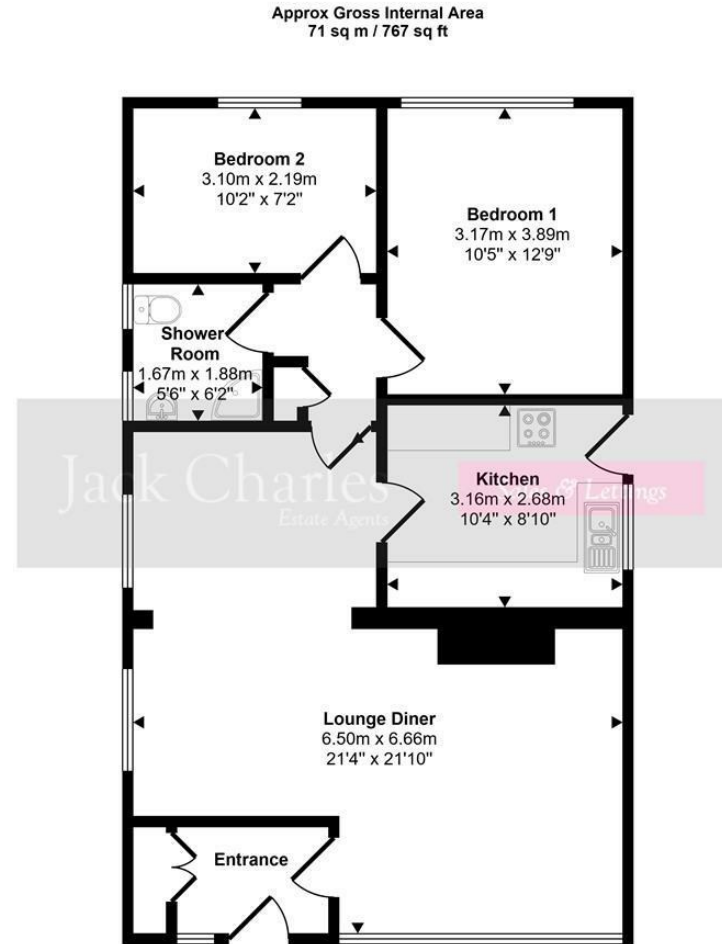 Approx Gross Internal Area
71 sq m / 767 sq ft
Bedroom 2
3.10m x 2.19m
10'2" x 7'2"
Bedroom 1
3.17m x 3.89m
10'5" x 12'9"
Shower
Room
1.67m x 1.88m
5'6" x 6'2"
Jack Charles
Estate Agents
& Lettings
Kitchen
3.16m x 2.68m
10'4" x 8'10"
Lounge Diner
6.50m x 6.66m
21'4" x 21'10"
Entrance